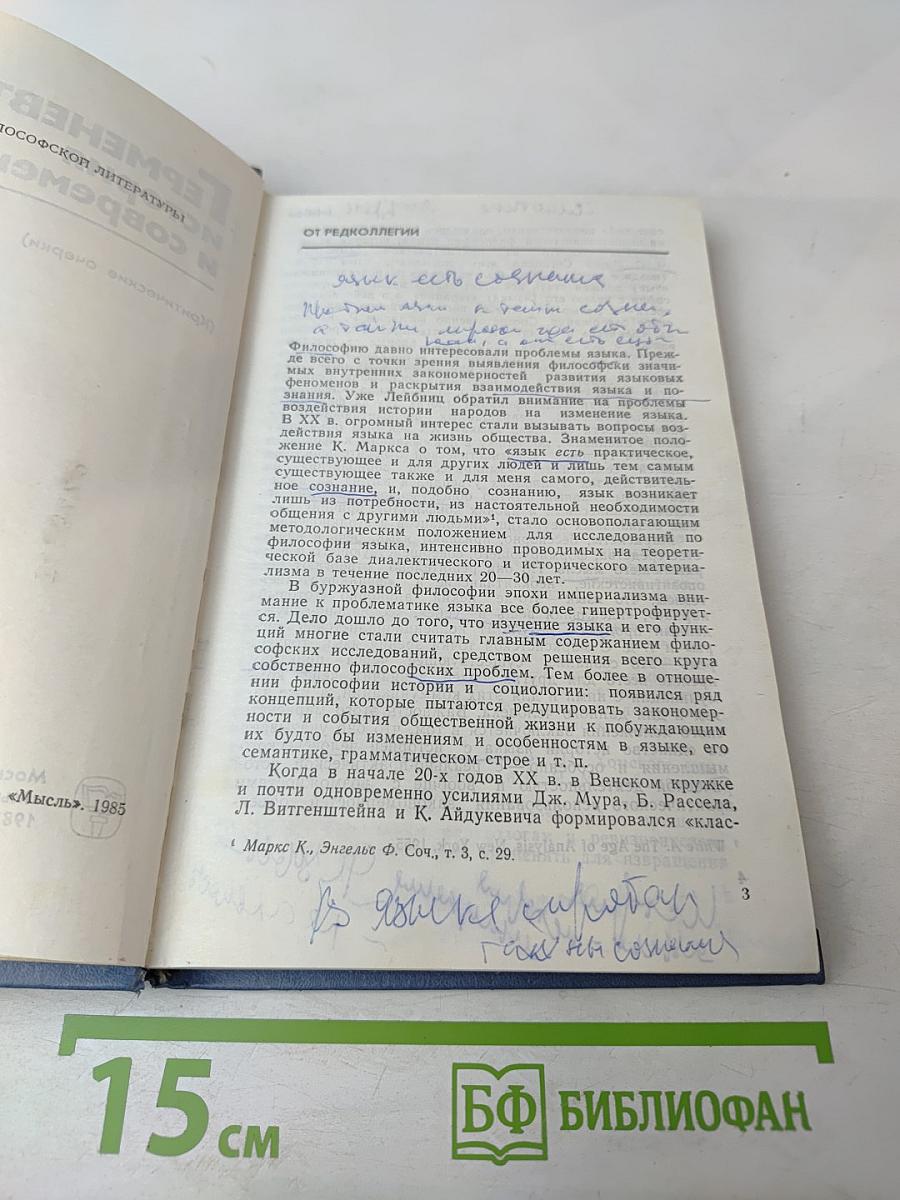 ЛОСОФСКОЙ ЛИТЕРАТУРЫ
«Мысль». 1985
ОТ РЕДКОЛЛЕГИИ
язык есть сознание
Философию давно интересовали проблемы языка. Преж-
де всего с точки зрения выявления философски значи-
мых внутренних закономерностей развития языковых
феноменов и раскрытия взаимодействия языка и по-
знания. Уже Лейбниц обратил внимание на проблемы
воздействия истории народов на изменение языка.
В XX в. огромный интерес стали вызывать вопросы воз-
действия языка на жизнь общества. Знаменитое поло-
жение К. Маркса о том, что «язык есть практическое,
существующее и для других людей и лишь тем самым
существующее также и для меня самого, действитель-
ное сознание, и, подобно сознанию, язык возникает
лишь из потребности, из настоятельной необходимости
общения с другими людьми»¹, стало основополагающим
методологическим положением для исследований по
философии языка, интенсивно проводимых на теорети-
ческой базе диалектического и исторического материа-
лизма в течение последних 20—30 лет.
В буржуазной философии эпохи империализма вни-
мание к проблематике языка все более гипертрофирует-
ся. Дело дошло до того, что изучение языка и его функ-
ций многие стали считать главным содержанием фило-
софских исследований, средством решения всего круга
собственно философских проблем. Тем более в отноше-
нии философии истории и социологии: появился ряд
концепций, которые пытаются редуцировать закономер-
ности и события общественной жизни к побуждающим
их будто бы изменениям и особенностям в языке, его
семантике, грамматическом строе и т. п.
Когда в начале 20-х годов XX в. в Венском кружке
и почти одновременно усилиями Дж. Мура, Б. Рассела,
Л. Витгенштейна и К. Айдукевича формировался «клас-
¹ Маркс К., Энгельс Ф. Соч., т. 3, с. 29.
3
В языке
тайны сознания
15 см
БФ БИБЛИОФАН